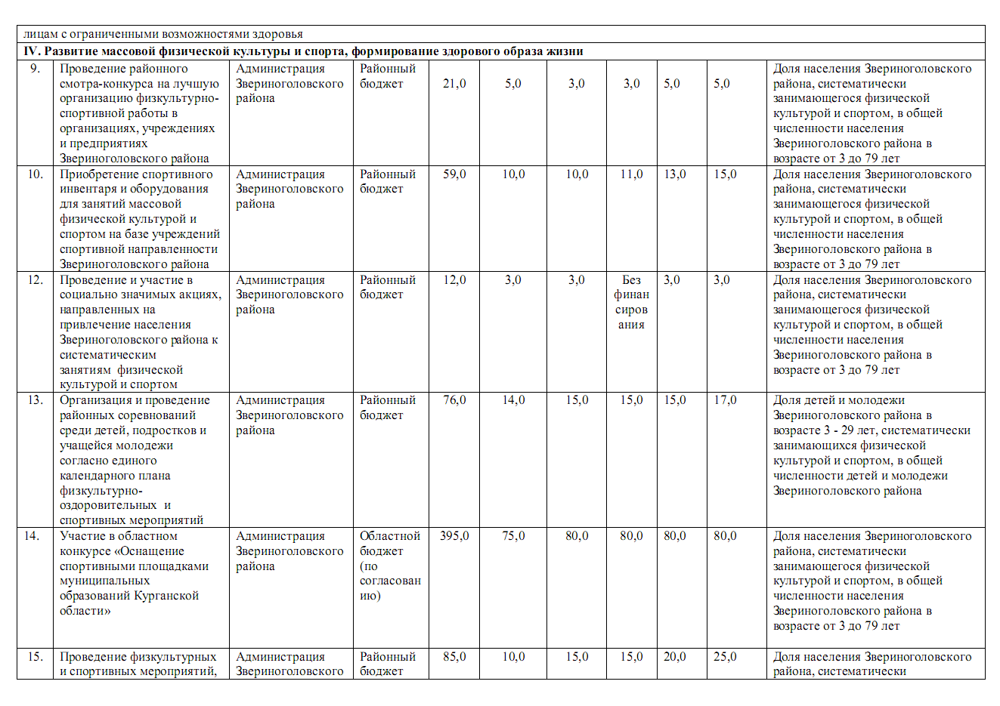 лицам с ограниченными возможностями здоровья
IV. Развитие массовой физической культуры и спорта, формирование здорового образа жизни
9. Проведение районного Администрация Районный Доля населения Звериноголовского
смотра-конкурса на лучшую Звериноголовского бюджет 21,0 5,0 3,0 3,0 5,0 5,0 района, систематически
организацию физкультурно- района занимающегося физической
спортивной работы в культурой и спортом, в общей
организациях, учреждениях численности населения
и предприятиях Звериноголовского района в
Звериноголовского района возрасте от 3 до 79 лет
10. Приобретение спортивного Администрация Районный 59,0 10,0 10,0 11,0 13,0 15,0 Доля населения Звериноголовского
инвентаря и оборудования Звериноголовского бюджет района, систематически
для занятий массовой района занимающегося физической
физической культурой и культурой и спортом, в общей
спортом на базе учреждений численности населения
спортивной направленности Звериноголовского района в
Звериноголовского района возрасте от 3 до 79 лет
12. Проведение и участие в Администрация Районный 12,0 3,0 3,0 Без 3,0 3,0 Доля населения Звериноголовского
социально значимых акциях, Звериноголовского бюджет финан района, систематически
направленных на района сиров занимающегося физической
привлечение населения ания культурой и спортом, в общей
Звериноголовского района к численности населения
систематическим Звериноголовского района в
занятиям физической возрасте от 3 до 79 лет
культурой и спортом
13. Организация и проведение Администрация Районный 76,0 14,0 15,0 15,0 15,0 17,0 Доля детей и молодежи
районных соревнований Звериноголовского бюджет Звериноголовского района в
среди детей, подростков и района возрасте 3 - 29 лет, систематически
учащейся молодежи занимающихся физической
согласно единого культурой и спортом, в общей
календарного плана численности детей и молодежи
физкультурно- Звериноголовского района
оздоровительных и
спортивных мероприятий
14. Участие в областном Администрация Областной 395,0 75,0 80,0 80,0 80,0 80,0 Доля населения Звериноголовского
конкурсе «Оснащение Звериноголовского бюджет района, систематически
спортивными площадками района (по занимающегося физической
муниципальных согласован культурой и спортом, в общей
образований Курганской ию) численности населения
области» Звериноголовского района в
возрасте от 3 до 79 лет
15. Проведение физкультурных Администрация Районный 85,0 10,0 15,0 15,0 20,0 25,0 Доля населения Звериноголовского
и спортивных мероприятий, Звериноголовского бюджет района, систематически